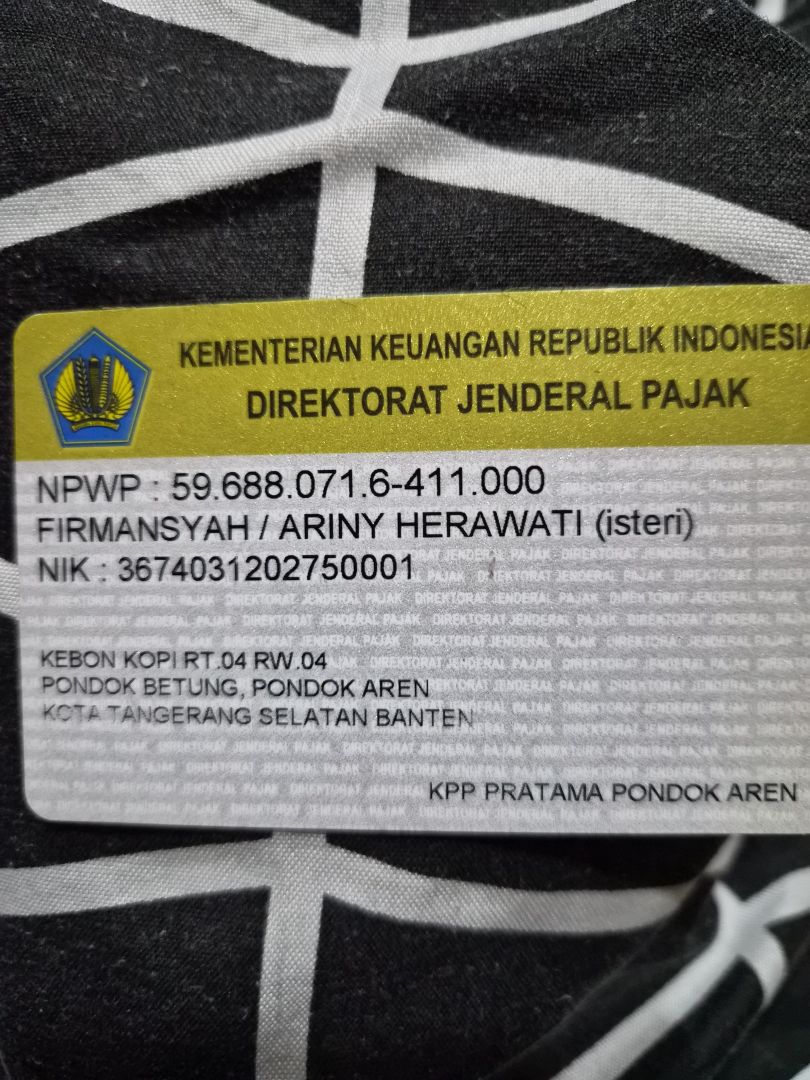 KEMENTERIAN KEUANGAN REPUBLIK INDONESIA
DIREKTORAT JENDERAL PAJAK
NPWP : 59.688.071.6-411.000
FIRMANSYAH / ARINY HERAWATI (isteri)
NIK : 3674031202750001
KEBON KOPI RT.04 RW.04
PONDOK BETUNG, PONDOK AREN
KOTA TANGERANG SELATAN BANTEN
KPP PRATAMA PONDOK AREN